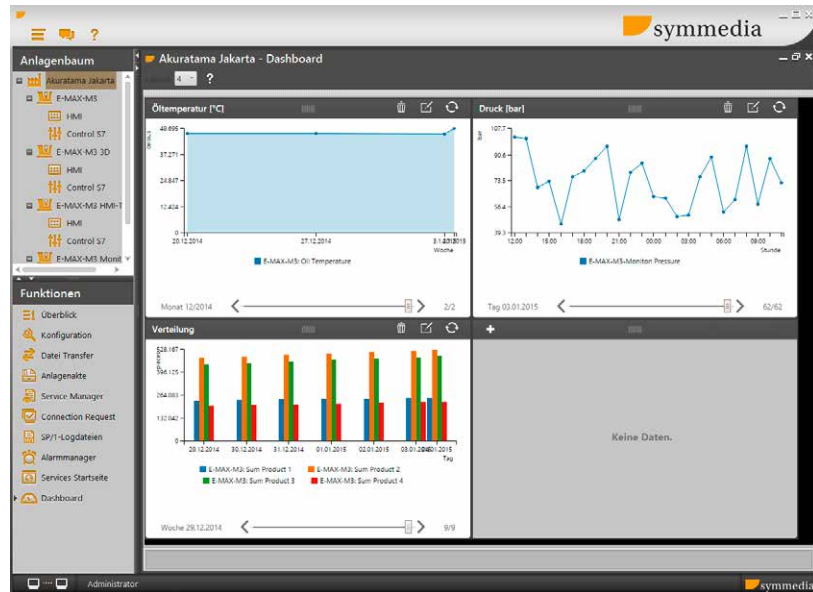 ?
symmedia
Anlagenbaum
Akuratama Jakarta
E-MAX-M3
HMI
Control S7
E-MAX-M3 3D
HMI
Control S7
E-MAX-M3 HMI-T
HMI
Control S7
E-MAX-M3 Monit
Funktionen
Überblick
Konfiguration
Datei Transfer
Anlagenakte
Service Manager
Connection Request
SP/1-Logdateien
Alarmmanager
Services Startseite
Dashboard
Akuratama Jakarta - Dashboard
4 ?
Öltemperatur [°C]
37.271
24.847
0
20.12.2014 27.12.2014
Woche
E-MAX-M3: Oil Temperature
Monat 12/2014 2/2
Druck [bar]
bar
107.7
90.6
73.5
56.4
39.3
12:00 15:00 18:00 21:00 00:00 03:00 06:00 09:00
Stunde
E-MAX-M3-Moniton Pressure
Tag 03.01.2015 62/62
Verteilung
528.167
396.125
264.083
132.042
0
29.12.2014 30.12.2014 31.12.2014 01.01.2015 02.01.2015
Tag
E-MAX-M3: Sum Product 1 E-MAX-M3: Sum Product 2
E-MAX-M3: Sum Product 3 E-MAX-M3: Sum Product 4
Woche 29.12.2014 9/9
Keine Daten.
Administrator
symmedia